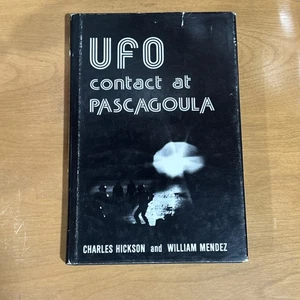 UFO
contact at
PASCAGOULA
CHARLES HICKSON and WILLIAM MENDEZ